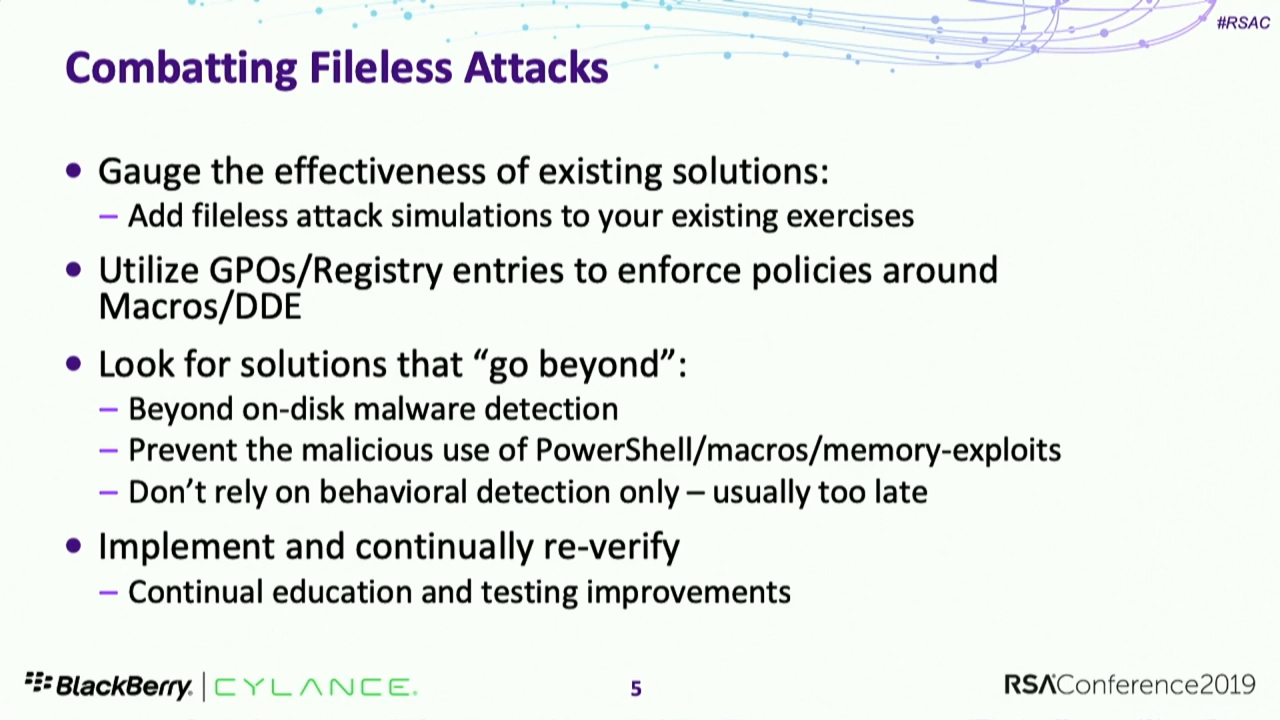 #RSAC
Combatting Fileless Attacks
• Gauge the effectiveness of existing solutions:
– Add fileless attack simulations to your existing exercises
• Utilize GPOs/Registry entries to enforce policies around
Macros/DDE
• Look for solutions that “go beyond”:
– Beyond on-disk malware detection
– Prevent the malicious use of PowerShell/macros/memory-exploits
– Don’t rely on behavioral detection only – usually too late
• Implement and continually re-verify
– Continual education and testing improvements
BlackBerry. | CYLANCE.
5
RSAConference2019